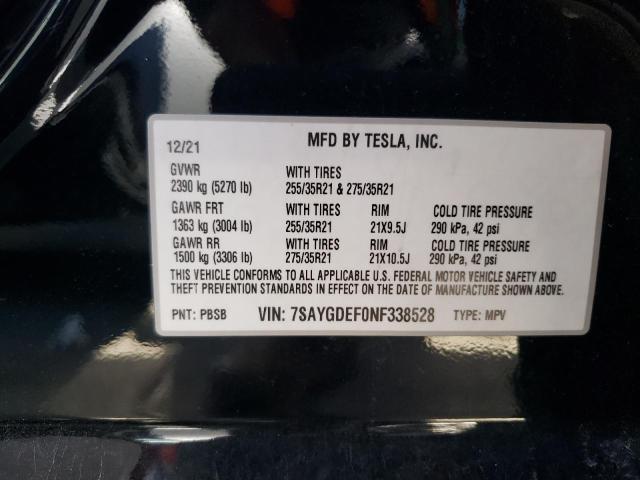 12/21 MFD BY TESLA, INC.
GVWR WITH TIRES
2390 kg (5270 lb) 255/35R21 & 275/35R21
GAWR FRT WITH TIRES RIM COLD TIRE PRESSURE
1363 kg (3004 lb) 255/35R21 21X9.5J 290 kPa, 42 psi
GAWR RR WITH TIRES RIM COLD TIRE PRESSURE
1500 kg (3306 lb) 275/35R21 21X10.5J 290 kPa, 42 psi
THIS VEHICLE CONFORMS TO ALL APPLICABLE U.S. FEDERAL MOTOR VEHICLE SAFETY AND
THEFT PREVENTION STANDARDS IN EFFECT ON THE DATE OF MANUFACTURE SHOWN ABOVE.
PNT: PBSB VIN: 7SAYGDEF0NF338528 TYPE: MPV